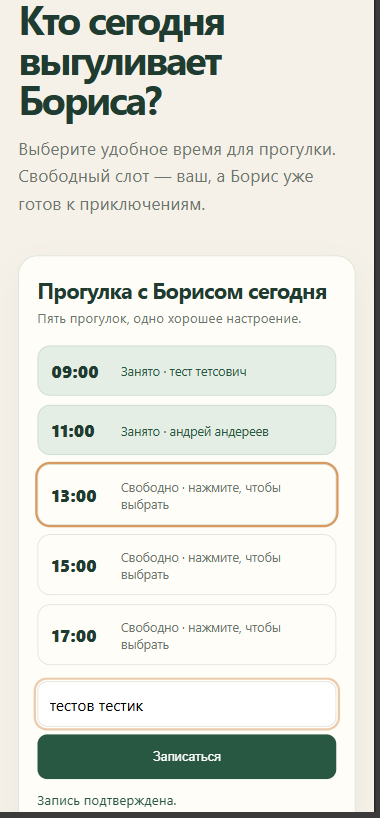 Кто сегодня
выгуливает
Бориса?
Выберите удобное время для прогулки.
Свободный слот — ваш, а Борис уже
готов к приключениям.
Прогулка с Борисом сегодня
Пять прогулок, одно хорошее настроение.
09:00 Занято · тест тетсович
11:00 Занято · андрей андереев
13:00 Свободно · нажмите, чтобы
выбрать
15:00 Свободно · нажмите, чтобы
выбрать
17:00 Свободно · нажмите, чтобы
выбрать
тестов тестик
Записаться
Запись подтверждена.